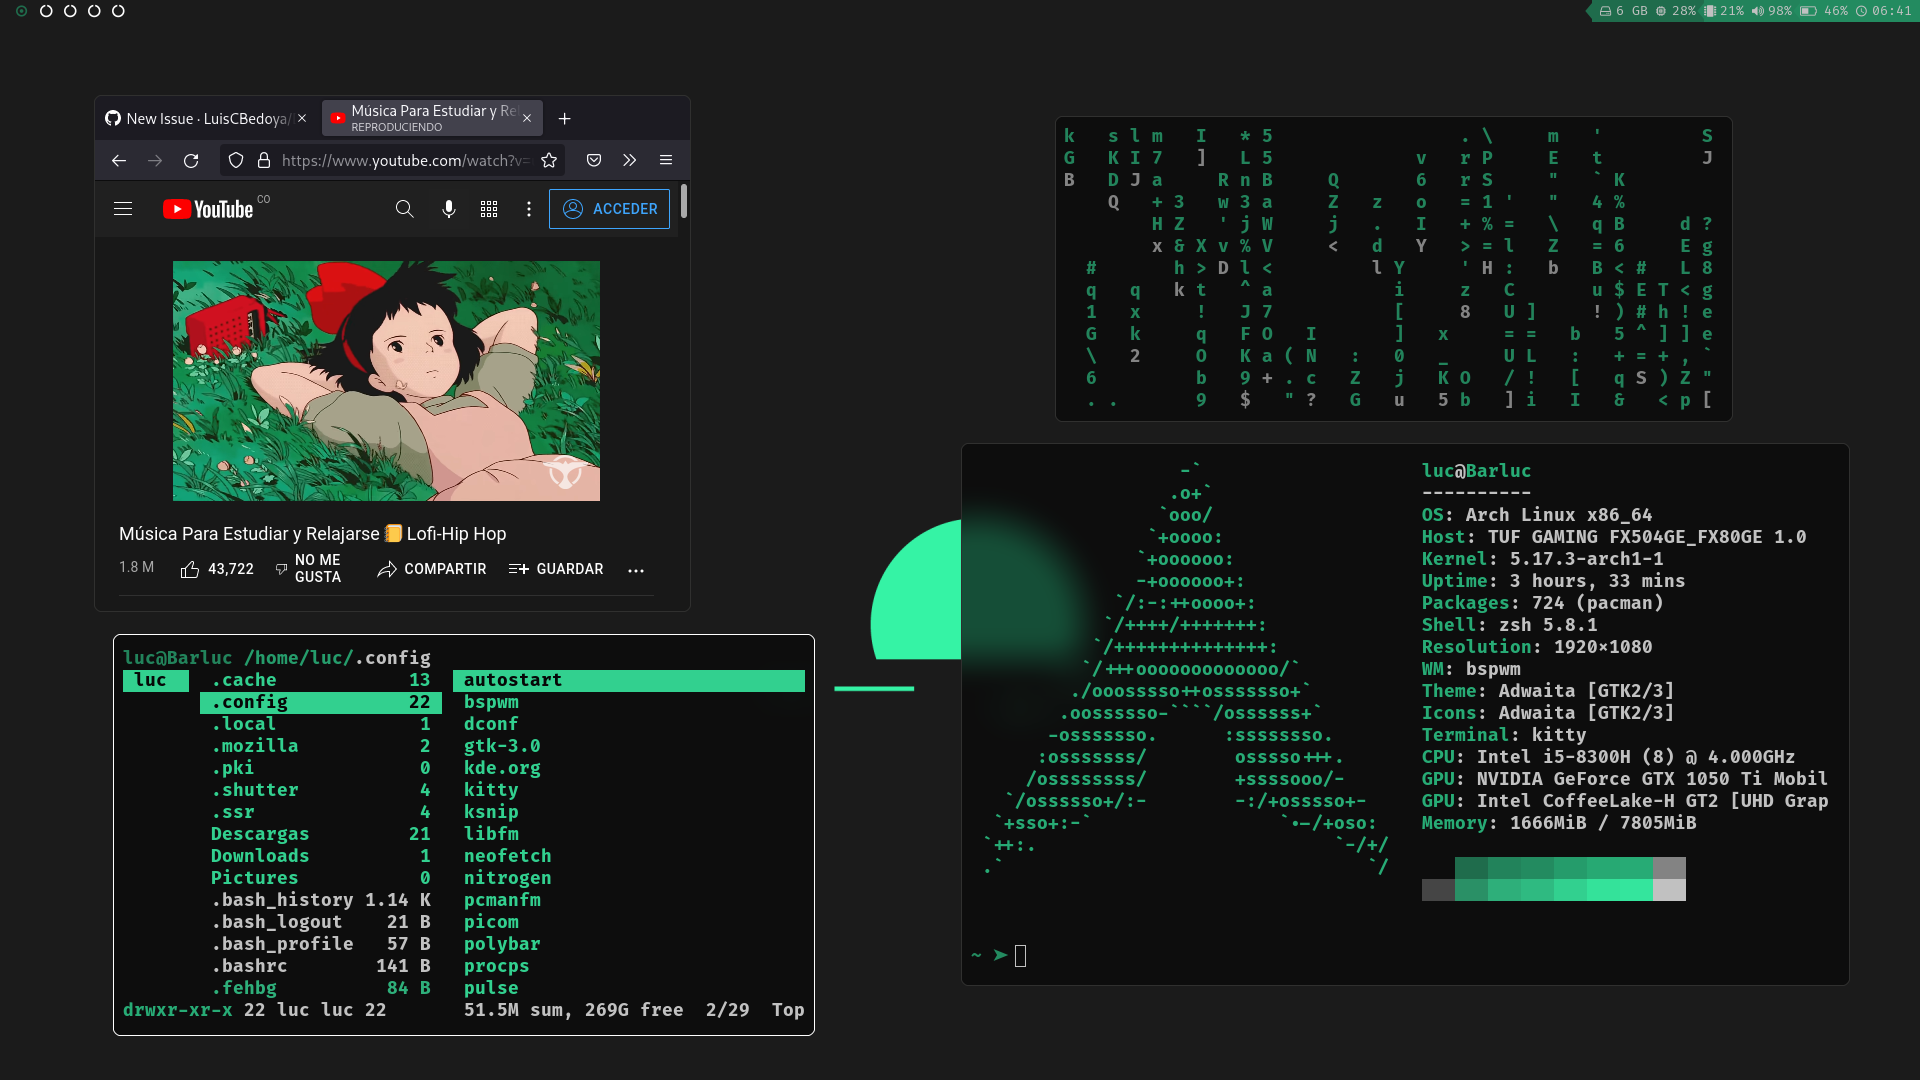 6 GB 28% 21% 98% 46% 06:41
New Issue · LuisCBedoya/
Música Para Estudiar y Rel
REPRODUCIENDO
https://www.youtube.com/watch?v=
YouTube CO
ACCEDER
Música Para Estudiar y Relajarse 📒 Lofi-Hip Hop
1.8 M 43,722 NO ME GUSTA COMPARTIR GUARDAR ...
luc@Barluc /home/luc/.config
luc .cache 13 autostart
.config 22 bspwm
.local 1 dconf
.mozilla 2 gtk-3.0
.pki 0 kde.org
.shutter 4 kitty
.ssr 4 ksnip
Descargas 21 libfm
Downloads 1 neofetch
Pictures 0 nitrogen
.bash_history 1.14 K pcmanfm
.bash_logout 21 B picom
.bash_profile 57 B polybar
.bashrc 141 B procps
.fehbg 84 B pulse
drwxr-xr-x 22 luc luc 22 51.5M sum, 269G free 2/29 Top
luc@Barluc
----------
OS: Arch Linux x86_64
Host: TUF GAMING FX504GE_FX80GE 1.0
Kernel: 5.17.3-arch1-1
Uptime: 3 hours, 33 mins
Packages: 724 (pacman)
Shell: zsh 5.8.1
Resolution: 1920×1080
WM: bspwm
Theme: Adwaita [GTK2/3]
Icons: Adwaita [GTK2/3]
Terminal: kitty
CPU: Intel i5-8300H (8) @ 4.000GHz
GPU: NVIDIA GeForce GTX 1050 Ti Mobil
GPU: Intel CoffeeLake-H GT2 [UHD Grap
Memory: 1666MiB / 7805MiB
~ ➤